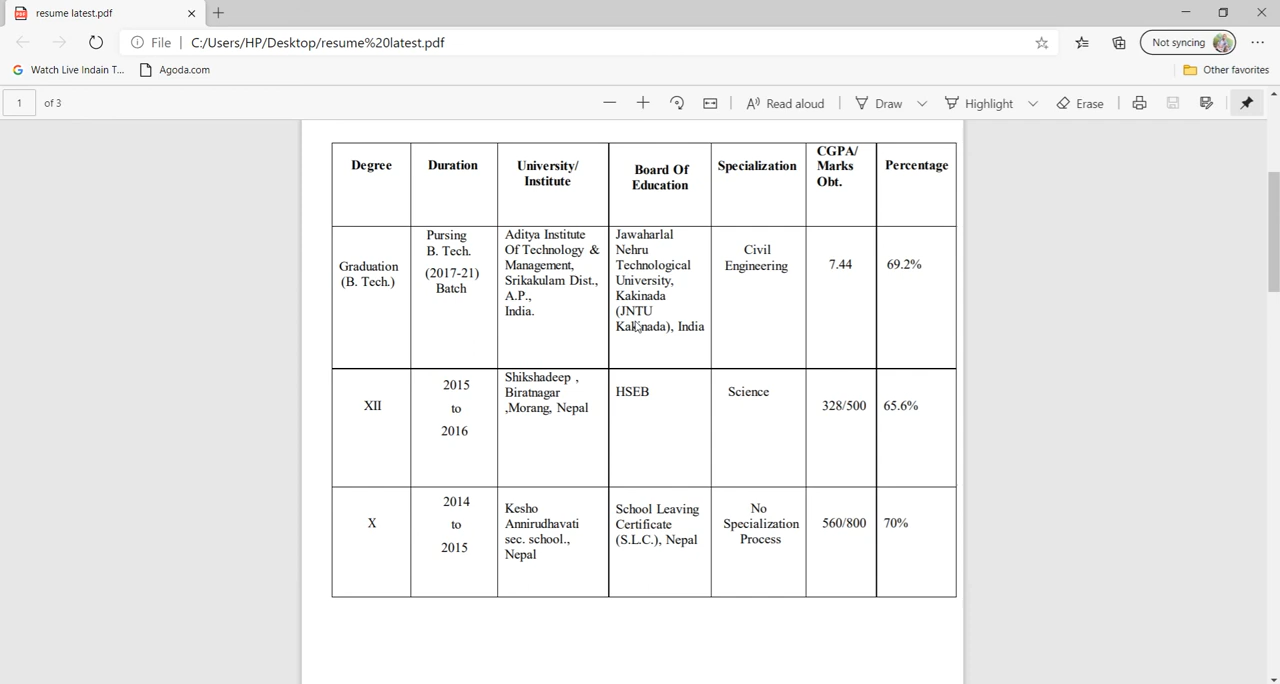 resume latest.pdf
File C:/Users/HP/Desktop/resume%20latest.pdf Not syncing
Watch Live Indain T... Agoda.com Other favorites
1 of 3 Read aloud Draw Highlight Erase
Degree
Duration
University/
Institute
Board Of
Education
Specialization
CGPA/
Marks
Obt.
Percentage
Graduation
(B. Tech.)
Pursing
B. Tech.
(2017-21)
Batch
Aditya Institute
Of Technology &
Management,
Srikakulam Dist.,
A.P.,
India.
Jawaharlal
Nehru
Technological
University,
Kakinada
(JNTU
Kakinada), India
Civil
Engineering
7.44
69.2%
XII
2015
to
2016
Shikshadeep ,
Biratnagar
,Morang, Nepal
HSEB
Science
328/500
65.6%
X
2014
to
2015
Kesho
Annirudhavati
sec. school.,
Nepal
School Leaving
Certificate
(S.L.C.), Nepal
No
Specialization
Process
560/800
70%